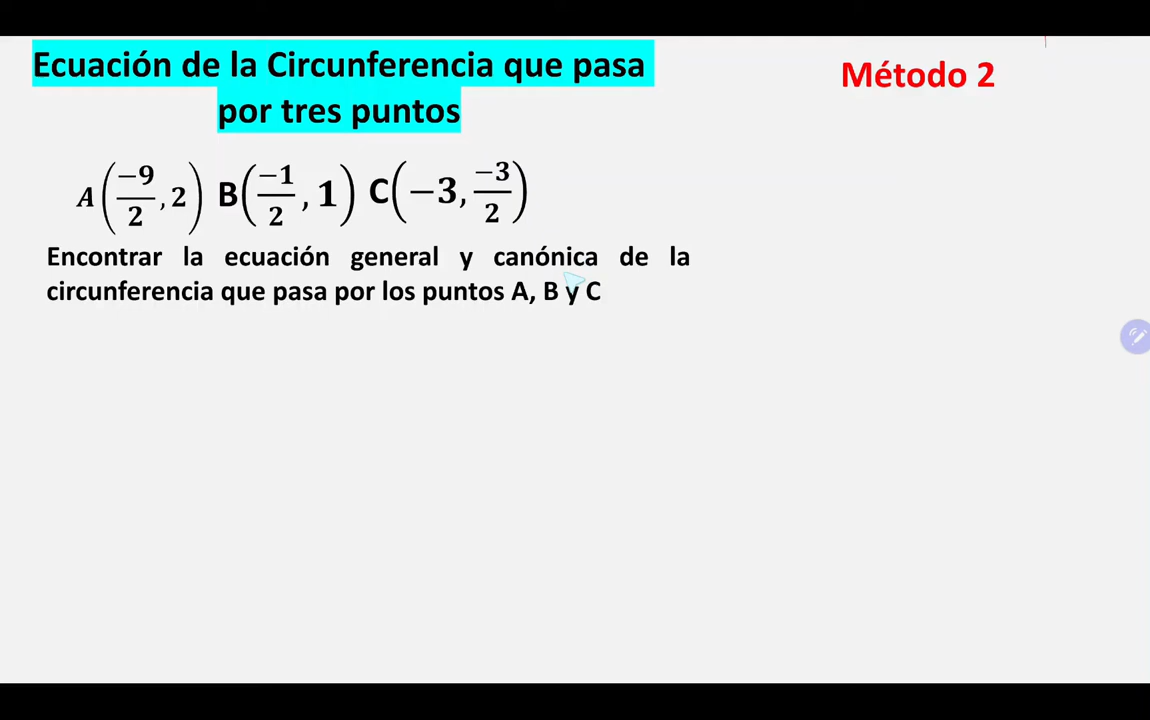 Ecuación de la Circunferencia que pasa
por tres puntos
Método 2
A(-9/2, 2) B(-1/2, 1) C(-3, -3/2)
Encontrar la ecuación general y canónica de la
circunferencia que pasa por los puntos A, B y C